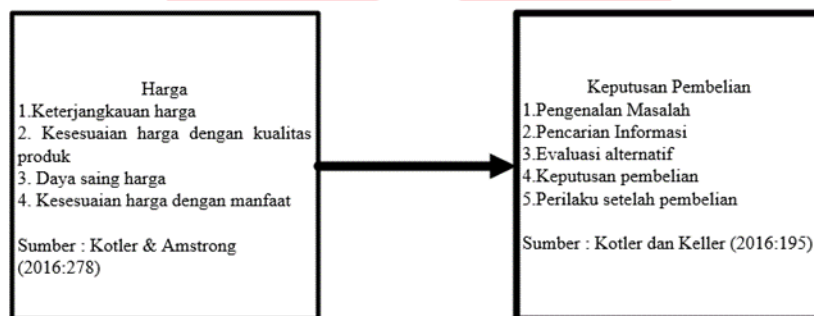 Harga
1.Keterjangkauan harga
2. Kesesuaian harga dengan kualitas
produk
3. Daya saing harga
4. Kesesuaian harga dengan manfaat
Sumber : Kotler & Amstrong
(2016:278)
Keputusan Pembelian
1.Pengenalan Masalah
2.Pencarian Informasi
3.Evaluasi alternatif
4.Keputusan pembelian
5.Perilaku setelah pembelian
Sumber : Kotler dan Keller (2016:195)